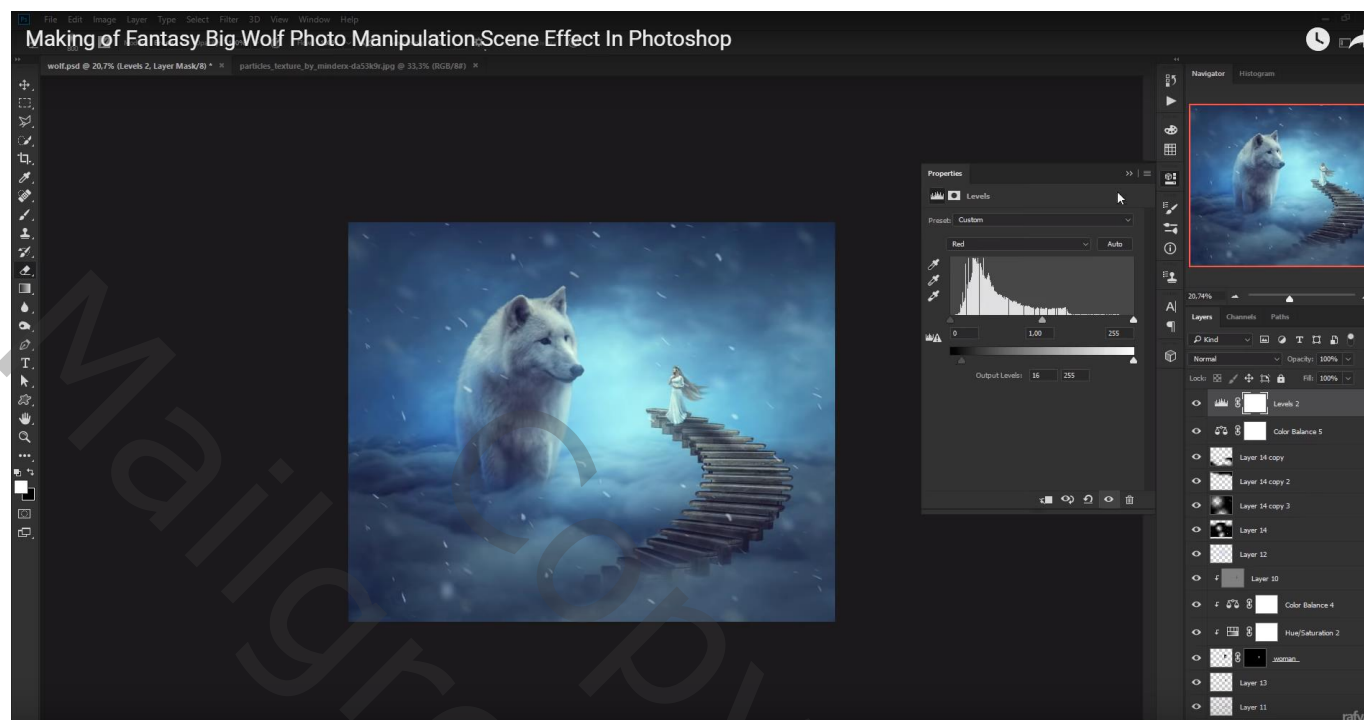 Ps File Edit Image Layer Type Select Filter 3D View Window Help
Making of Fantasy Big Wolf Photo Manipulation Scene Effect In Photoshop
wolf.psd @ 20,7% (Levels 2, Layer Mask/8) * × particles_texture_by_minderx-da53k9r.jpg @ 33,3% (RGB/8#) ×
Navigator Histogram
Properties
Levels
Preset: Custom
Red Auto
0 1,00 255
Output Levels: 16 255
20,74%
Layers Channels Paths
Kind
Normal Opacity: 100%
Lock: Fill: 100%
Levels 2
Color Balance 5
Layer 14 copy
Layer 14 copy 2
Layer 14 copy 3
Layer 14
Layer 12
Layer 10
Color Balance 4
Hue/Saturation 2
woman
Layer 13
Layer 11
rafy